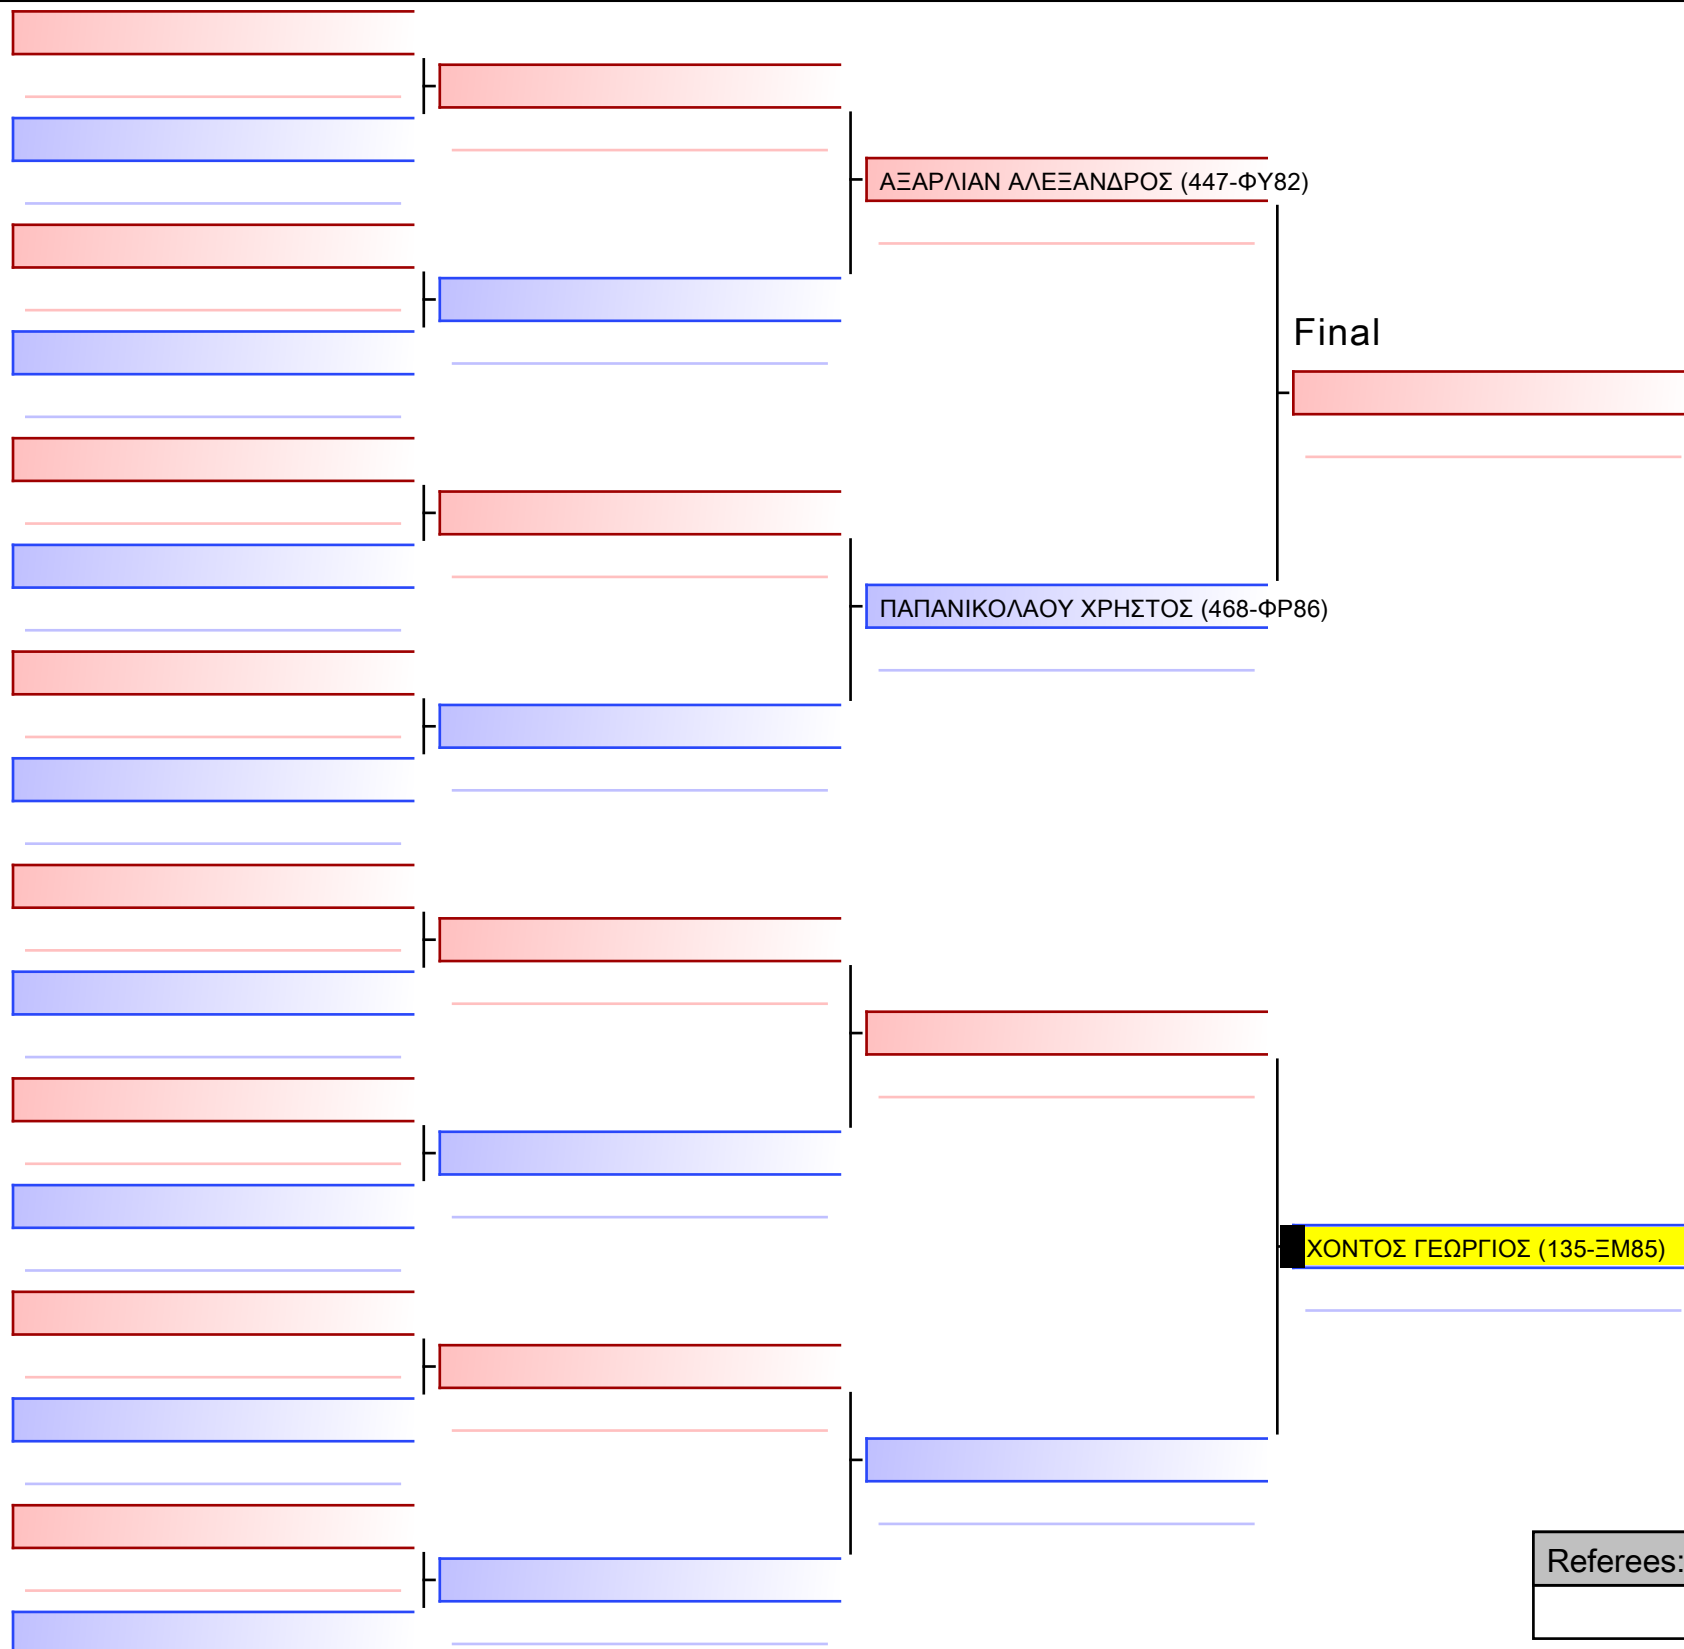 ΑΞΑΡΛΙΑΝ ΑΛΕΞΑΝΔΡΟΣ (447-ΦΥ82)
Final
ΠΑΠΑΝΙΚΟΛΑΟΥ ΧΡΗΣΤΟΣ (468-ΦΡ86)
ΧΟΝΤΟΣ ΓΕΩΡΓΙΟΣ (135-ΞΜ85)
Referees: